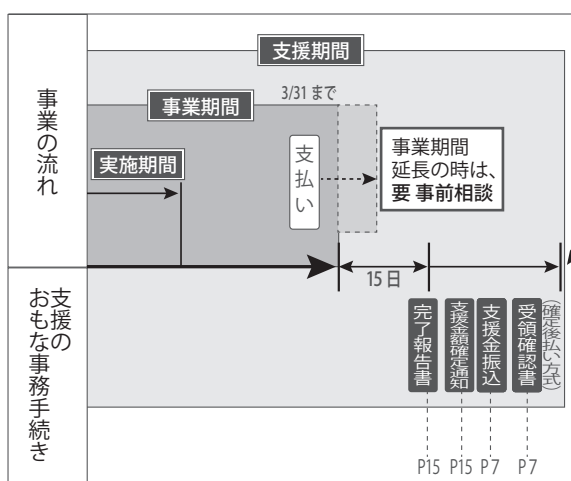 事業の流れ
支援期間
事業期間
3/31 まで
実施期間
支払い
事業期間
延長の時は、
要 事前相談
15 日
支援の
おもな事務手続き
完了報告書
支援金額確定通知
支援金振込
受領確認書
(確定後払い方式)
P15
P15
P7
P7